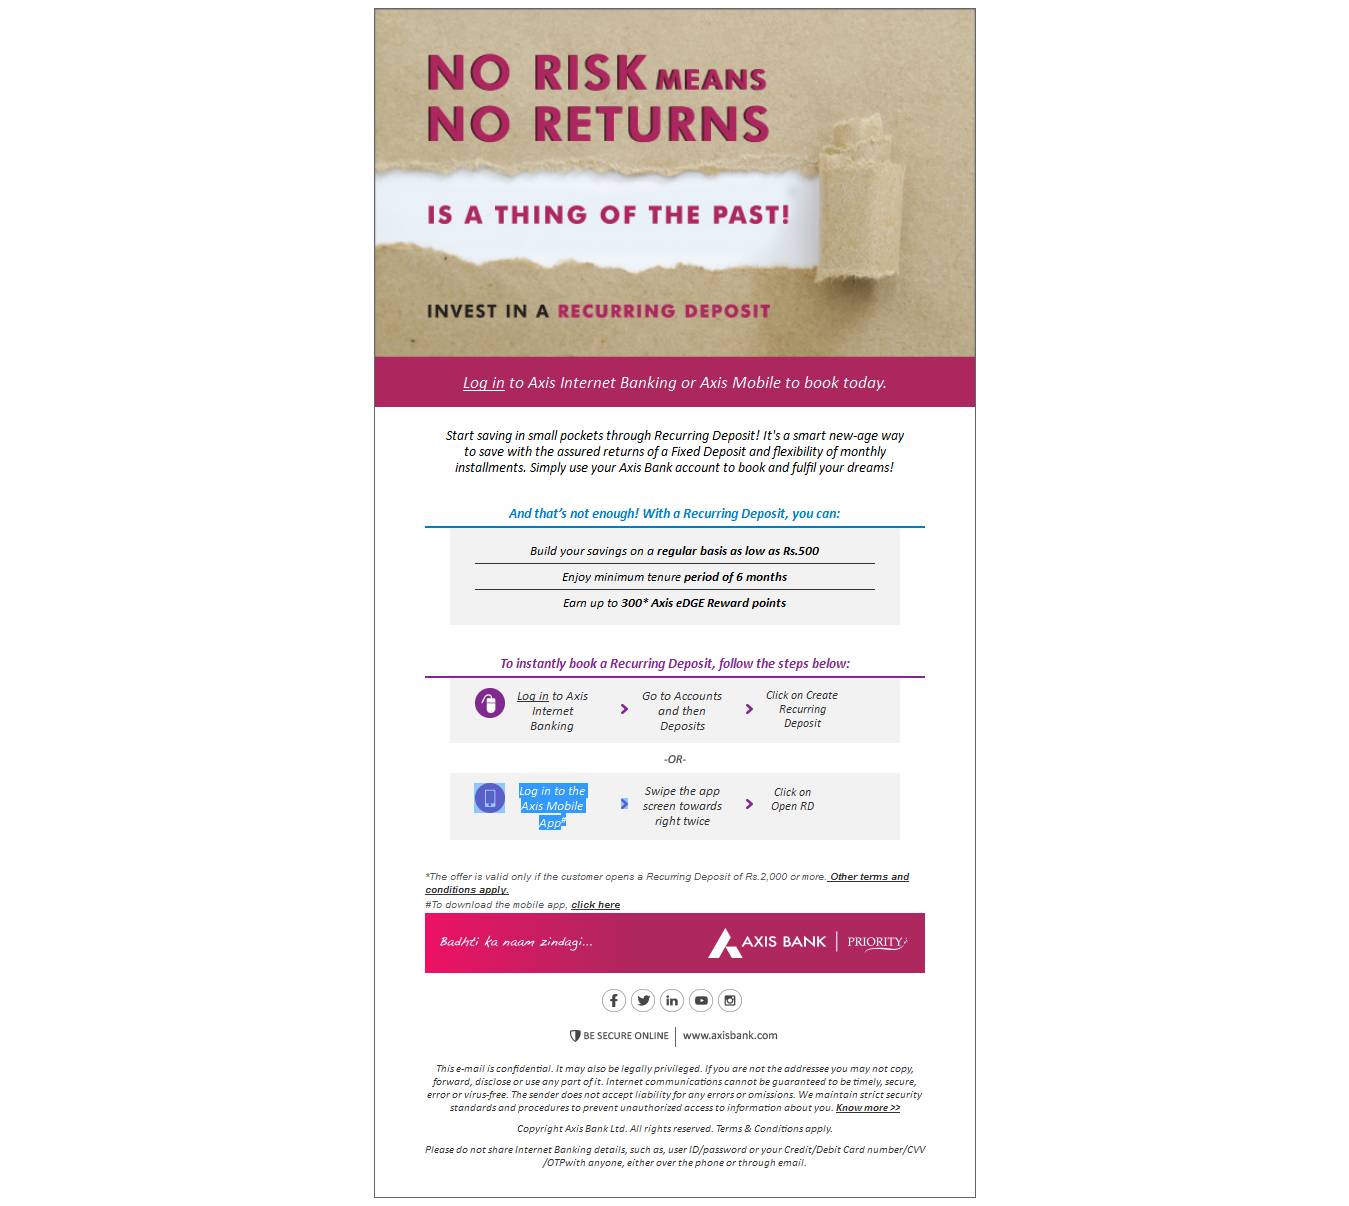 NO RISK MEANS
NO RETURNS
IS A THING OF THE PAST!
INVEST IN A RECURRING DEPOSIT
Log in to Axis Internet Banking or Axis Mobile to book today.
Start saving in small pockets through Recurring Deposit! It's a smart new-age way
to save with the assured returns of a Fixed Deposit and flexibility of monthly
installments. Simply use your Axis Bank account to book and fulfil your dreams!
And that’s not enough! With a Recurring Deposit, you can:
Build your savings on a regular basis as low as Rs.500
Enjoy minimum tenure period of 6 months
Earn up to 300* Axis eDGE Reward points
To instantly book a Recurring Deposit, follow the steps below:
Log in to Axis
Internet
Banking
Go to Accounts
and then
Deposits
Click on Create
Recurring
Deposit
-OR-
Log in to the
Axis Mobile
App#
Swipe the app
screen towards
right twice
Click on
Open RD
*The offer is valid only if the customer opens a Recurring Deposit of Rs.2,000 or more. Other terms and
conditions apply.
#To download the mobile app, click here
Badhti ka naam zindagi...
AXIS BANK
PRIORITY
BE SECURE ONLINE
www.axisbank.com
This e-mail is confidential. It may also be legally privileged. If you are not the addressee you may not copy,
forward, disclose or use any part of it. Internet communications cannot be guaranteed to be timely, secure,
error or virus-free. The sender does not accept liability for any errors or omissions. We maintain strict security
standards and procedures to prevent unauthorized access to information about you. Know more >>
Copyright Axis Bank Ltd. All rights reserved. Terms & Conditions apply.
Please do not share Internet Banking details, such as, user ID/password or your Credit/Debit Card number/CVV
/OTPwith anyone, either over the phone or through email.